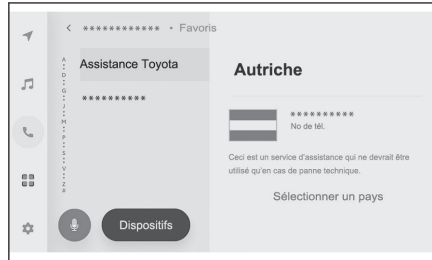 ************ • Favoris
A
•
D
•
G
•
J
•
M
•
P
•
S
•
V
•
Z
#
Assistance Toyota
**********
Autriche
**********
No de tél.
Ceci est un service d'assistance qui ne devrait être
utilisé qu'en cas de panne technique.
Sélectionner un pays
Dispositifs